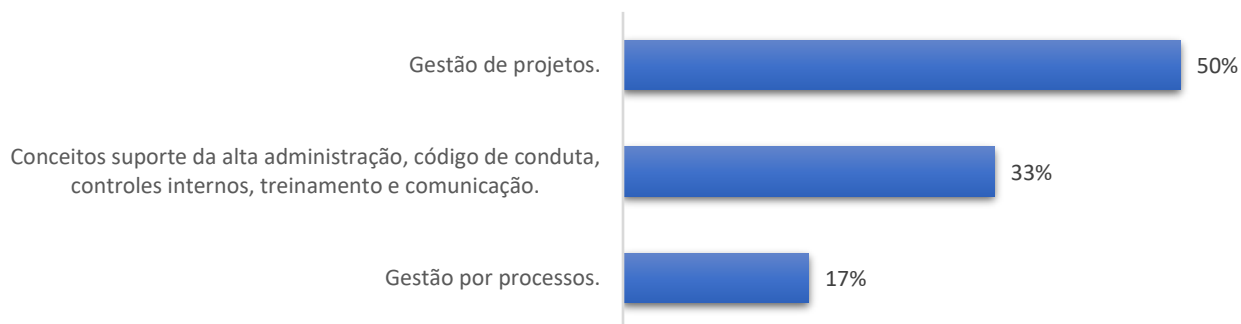 Gestão de projetos.
50%
Conceitos suporte da alta administração, código de conduta,
controles internos, treinamento e comunicação.
33%
Gestão por processos.
17%